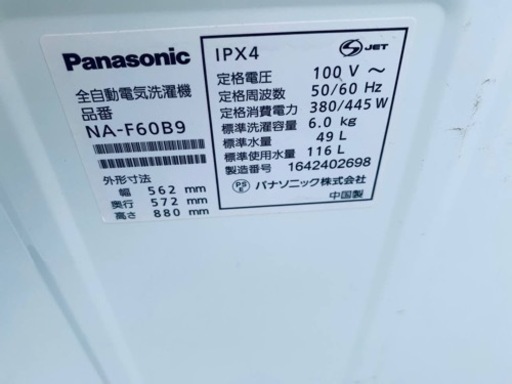 Panasonic
全自動電気洗濯機
品番
NA-F60B9
外形寸法
幅 562 mm
奥行 572 mm
高さ 880 mm
IPX4
S JET
定格電圧 100 V ～
定格周波数 50/60 Hz
定格消費電力 380/445 W
標準洗濯容量 6.0 kg
標準水量 49 L
標準使用水量 116 L
製造番号 1642402698
PS E パナソニック株式会社
中国製